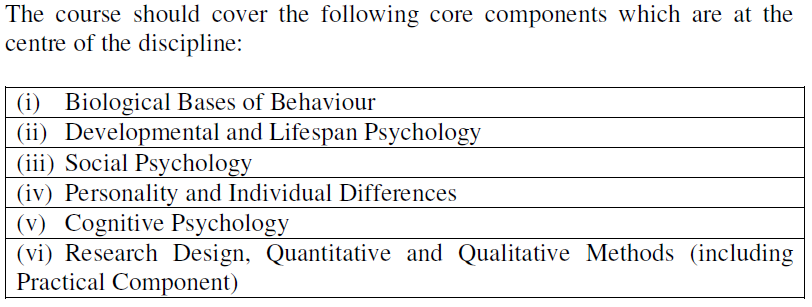 The course should cover the following core components which are at the
centre of the discipline:
(i) Biological Bases of Behaviour
(ii) Developmental and Lifespan Psychology
(iii) Social Psychology
(iv) Personality and Individual Differences
(v) Cognitive Psychology
(vi) Research Design, Quantitative and Qualitative Methods (including
Practical Component)